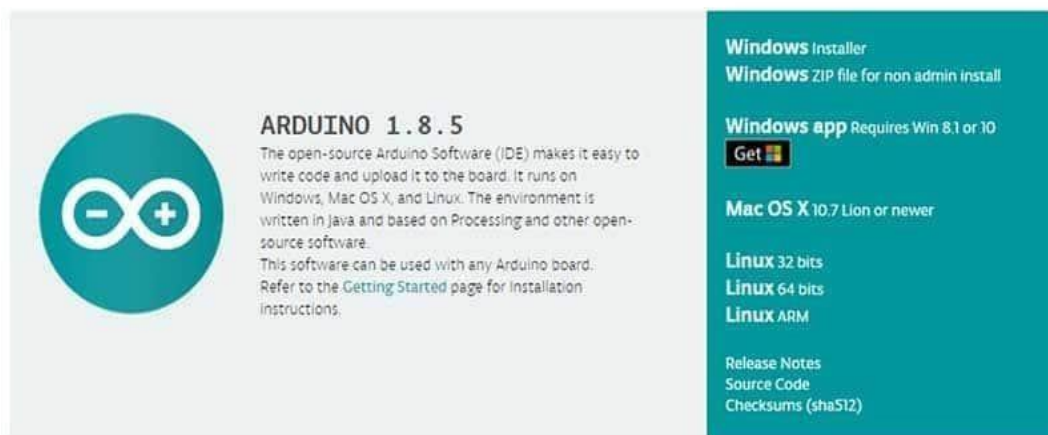 ARDUINO 1.8.5
The open-source Arduino Software (IDE) makes it easy to
write code and upload it to the board. It runs on
Windows, Mac OS X, and Linux. The environment is
written in Java and based on Processing and other open-
source software.
This software can be used with any Arduino board.
Refer to the Getting Started page for Installation
instructions.
Windows Installer
Windows ZIP file for non admin install
Windows app Requires Win 8.1 or 10
Get
Mac OS X 10.7 Lion or newer
Linux 32 bits
Linux 64 bits
Linux ARM
Release Notes
Source Code
Checksums (sha512)